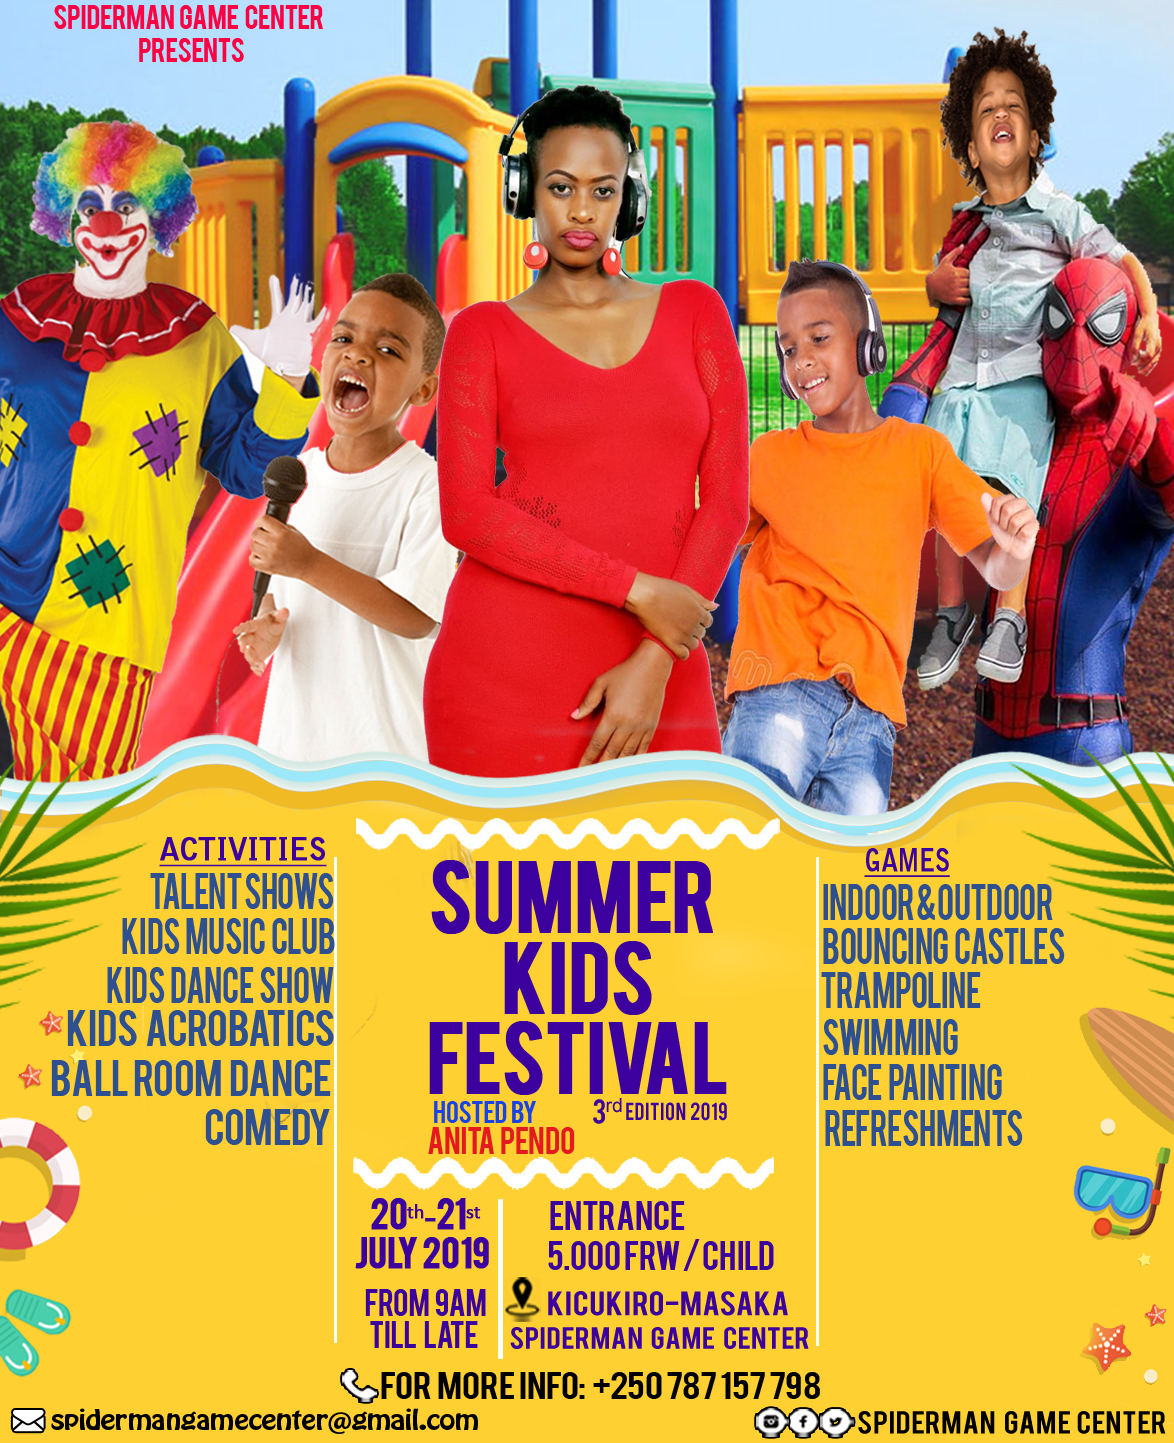 SPIDERMAN GAME CENTER
PRESENTS
ACTIVITIES
TALENT SHOWS
KIDS MUSIC CLUB
KIDS DANCE SHOW
KIDS ACROBATICS
BALL ROOM DANCE
COMEDY
SUMMER
KIDS
FESTIVAL
HOSTED BY
ANITA PENDO
3rd EDITION 2019
GAMES
INDOOR & OUTDOOR
BOUNCING CASTLES
TRAMPOLINE
SWIMMING
FACE PAINTING
REFRESHMENTS
20th-21st
JULY 2019
FROM 9AM
TILL LATE
ENTRANCE
5.000 FRW / CHILD
KICUKIRO-MASAKA
SPIDERMAN GAME CENTER
FOR MORE INFO: +250 787 157 798
spidermangamecenter@gmail.com
SPIDERMAN GAME CENTER